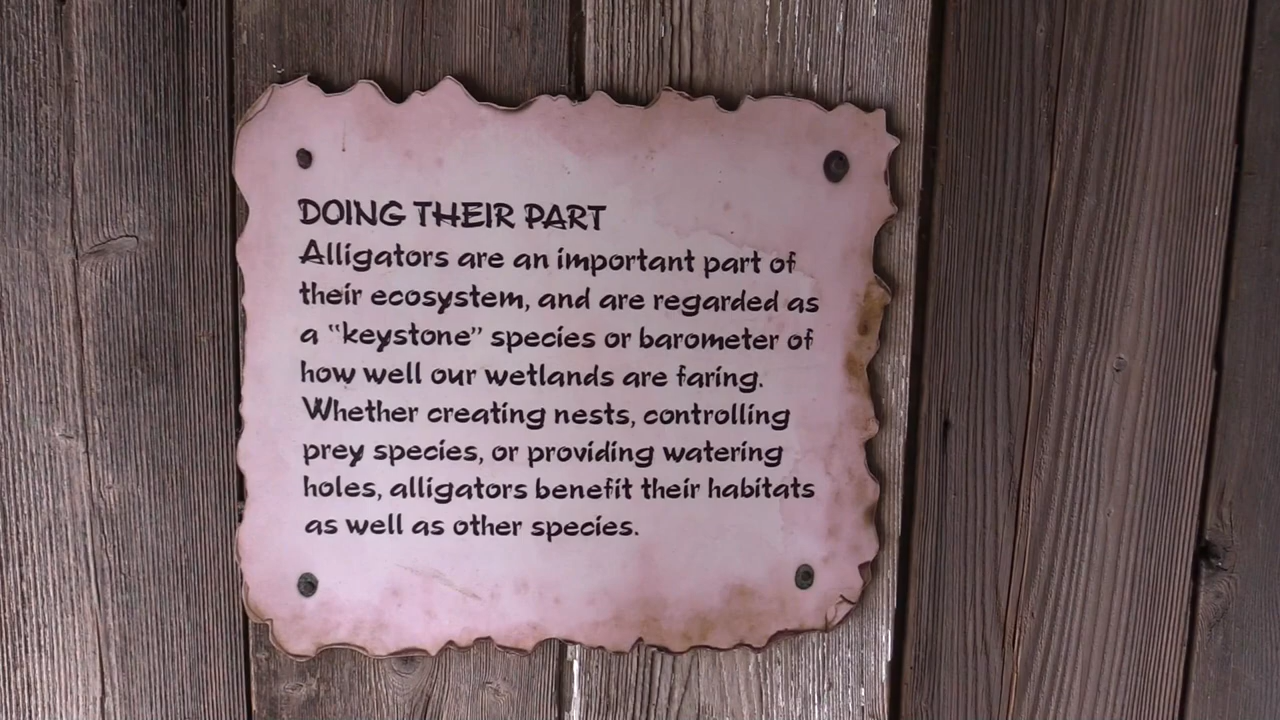 DOING THEIR PART
Alligators are an important part of
their ecosystem, and are regarded as
a “keystone” species or barometer of
how well our wetlands are faring.
Whether creating nests, controlling
prey species, or providing watering
holes, alligators benefit their habitats
as well as other species.